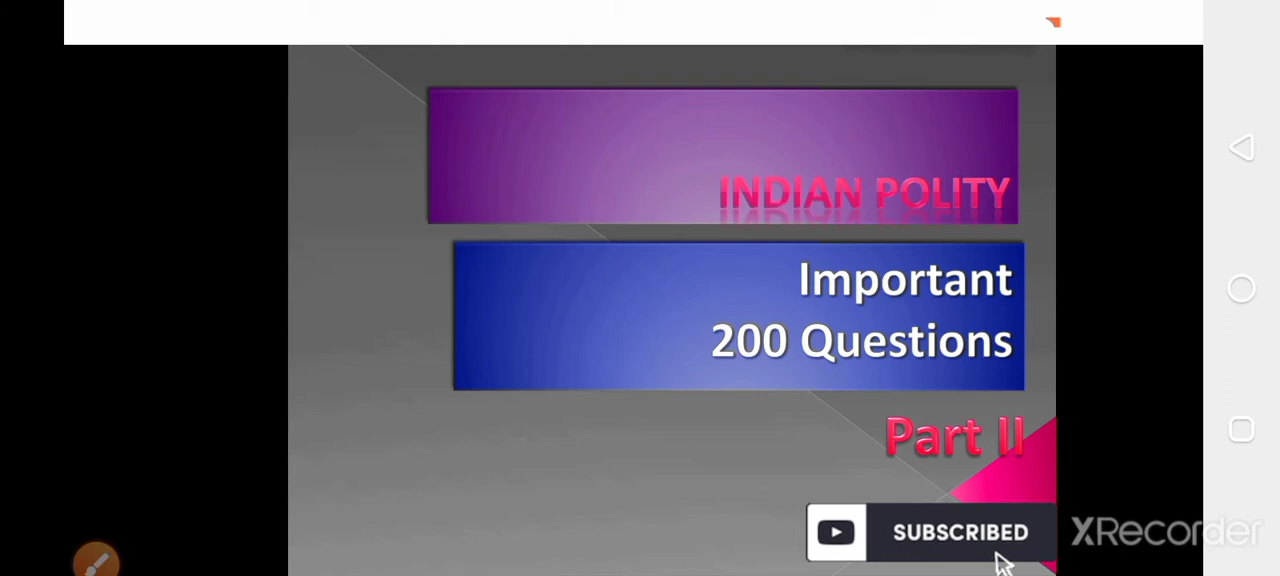 INDIAN POLITY
Important
200 Questions
Part II
SUBSCRIBED
XRecorder